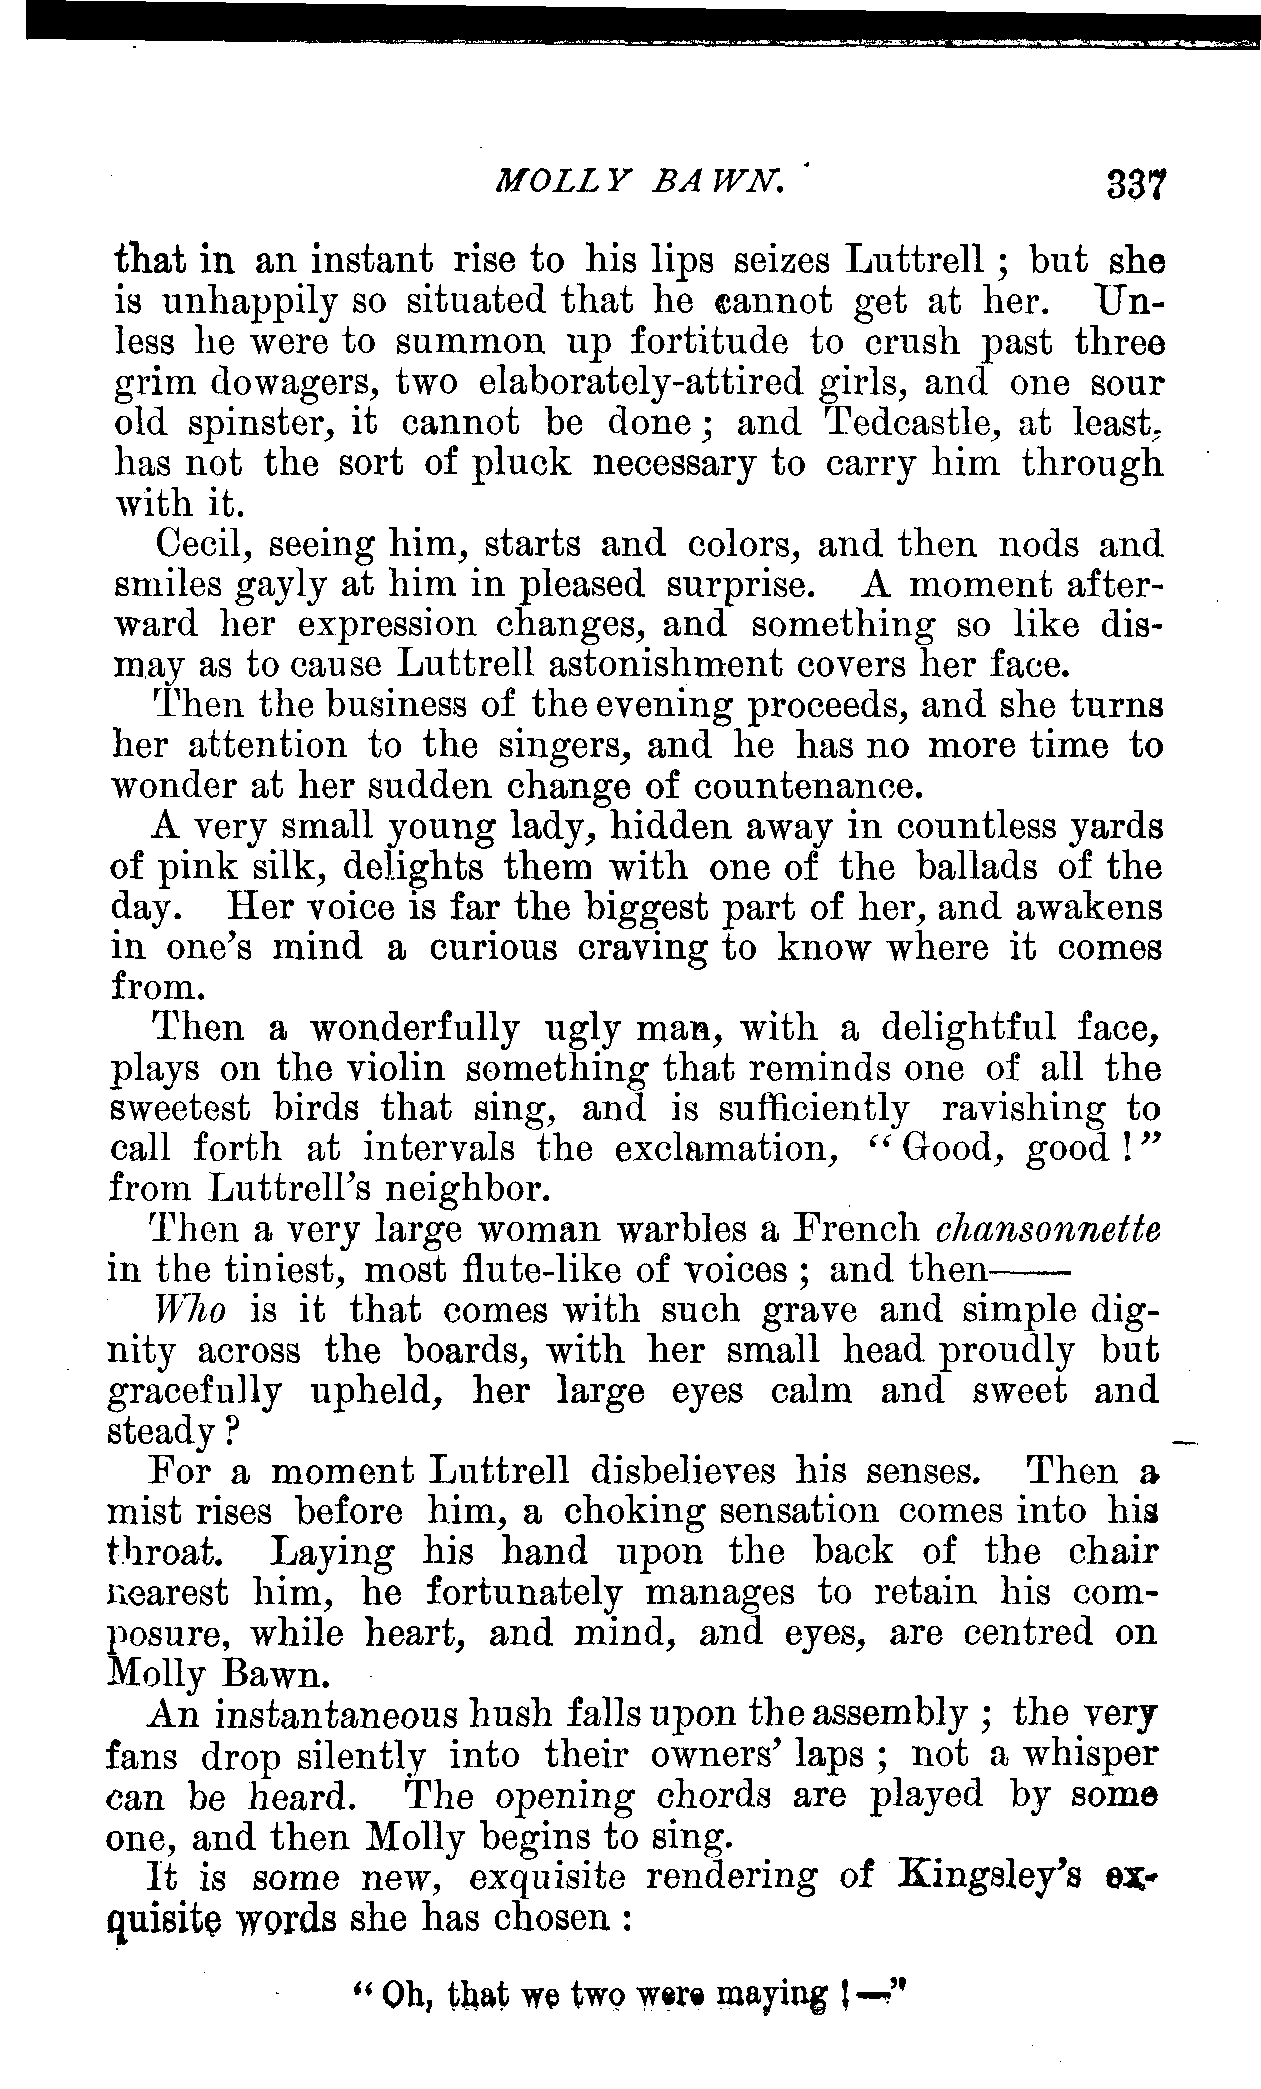 MOLLY BAWN. 337
that in an instant rise to his lips seizes Luttrell ; but she
is unhappily so situated that he cannot get at her. Un-
less he were to summon up fortitude to crush past three
grim dowagers, two elaborately-attired girls, and one sour
old spinster, it cannot be done ; and Tedcastle, at least,
has not the sort of pluck necessary to carry him through
with it.
Cecil, seeing him, starts and colors, and then nods and
smiles gayly at him in pleased surprise. A moment after-
ward her expression changes, and something so like dis-
may as to cause Luttrell astonishment covers her face.
Then the business of the evening proceeds, and she turns
her attention to the singers, and he has no more time to
wonder at her sudden change of countenance.
A very small young lady, hidden away in countless yards
of pink silk, delights them with one of the ballads of the
day. Her voice is far the biggest part of her, and awakens
in one's mind a curious craving to know where it comes
from.
Then a wonderfully ugly man, with a delightful face,
plays on the violin something that reminds one of all the
sweetest birds that sing, and is sufficiently ravishing to
call forth at intervals the exclamation, “ Good, good !”
from Luttrell's neighbor.
Then a very large woman warbles a French chansonnette
in the tiniest, most flute-like of voices ; and then——
Who is it that comes with such grave and simple dig-
nity across the boards, with her small head proudly but
gracefully upheld, her large eyes calm and sweet and
steady ?
For a moment Luttrell disbelieves his senses. Then a
mist rises before him, a choking sensation comes into his
throat. Laying his hand upon the back of the chair
nearest him, he fortunately manages to retain his com-
posure, while heart, and mind, and eyes, are centred on
Molly Bawn.
An instantaneous hush falls upon the assembly ; the very
fans drop silently into their owners' laps ; not a whisper
can be heard. The opening chords are played by some
one, and then Molly begins to sing.
It is some new, exquisite rendering of Kingsley's ex-
quisite words she has chosen :
“ Oh, that we two were maying !—”